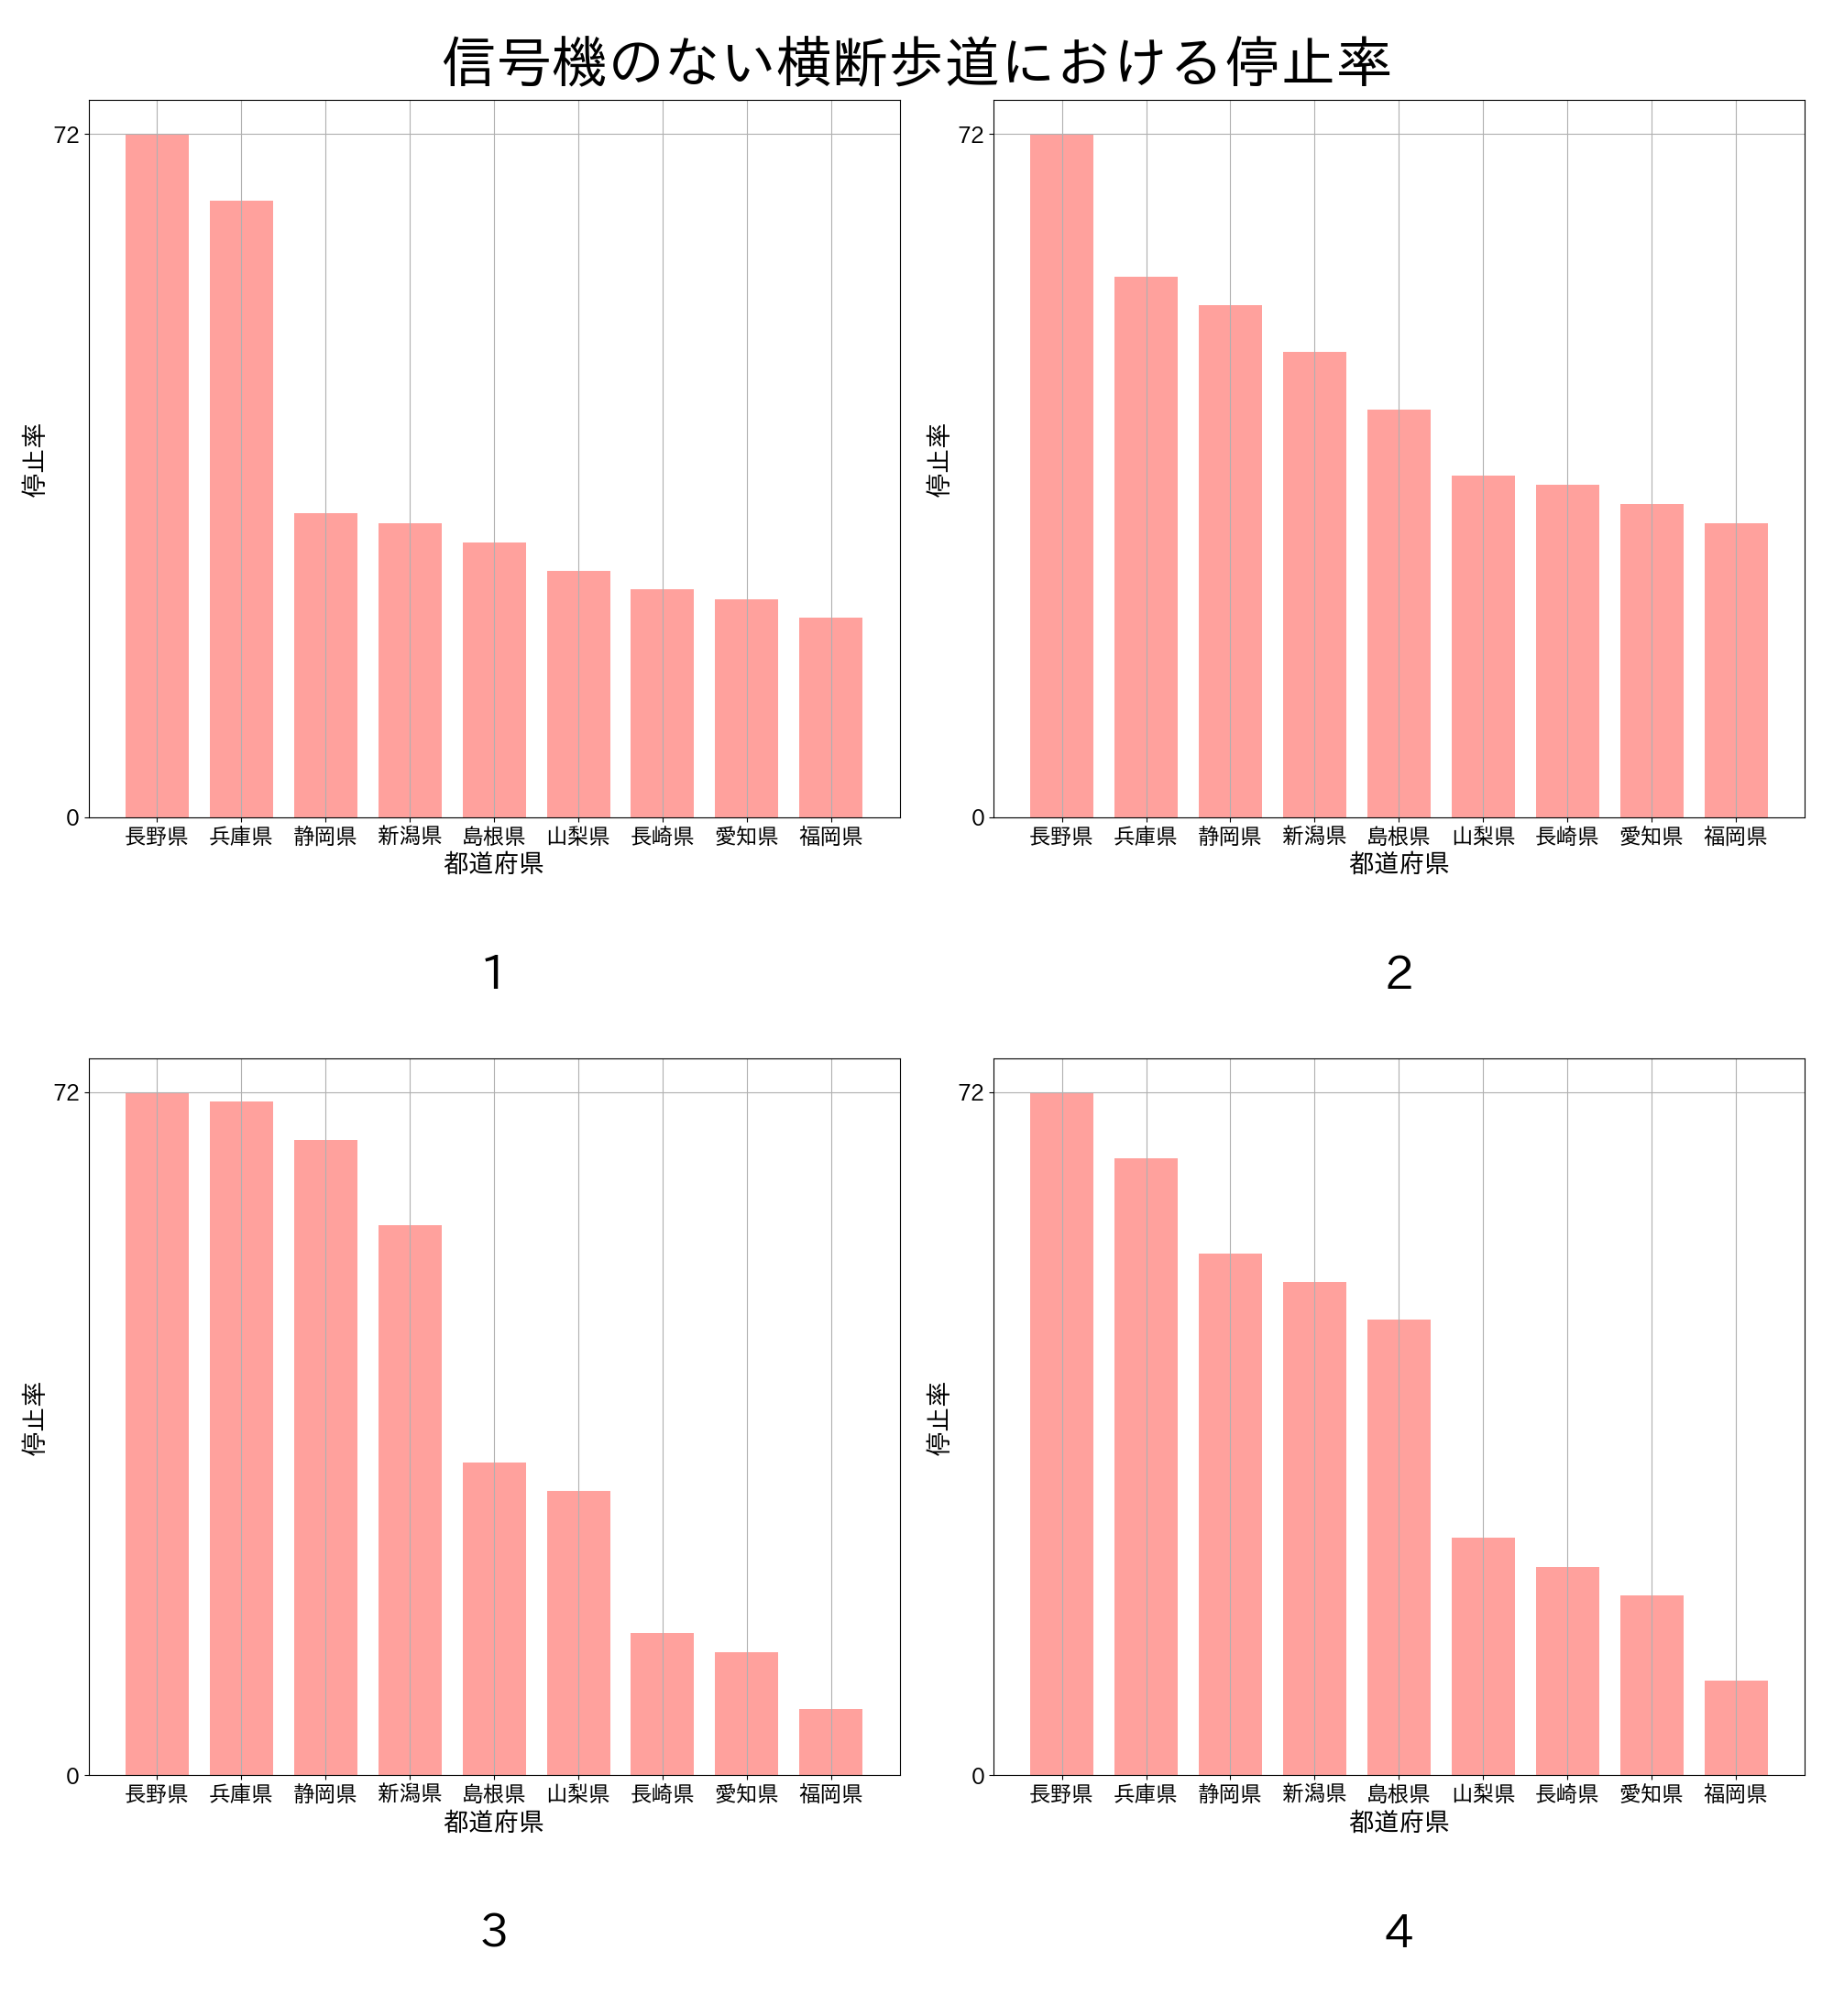 信号機のない横断歩道における停止率
72
0
停止率
長野県 兵庫県 静岡県 新潟県 島根県 山梨県 長崎県 愛知県 福岡県
都道府県
1
72
0
停止率
長野県 兵庫県 静岡県 新潟県 島根県 山梨県 長崎県 愛知県 福岡県
都道府県
2
72
0
停止率
長野県 兵庫県 静岡県 新潟県 島根県 山梨県 長崎県 愛知県 福岡県
都道府県
3
72
0
停止率
長野県 兵庫県 静岡県 新潟県 島根県 山梨県 長崎県 愛知県 福岡県
都道府県
4